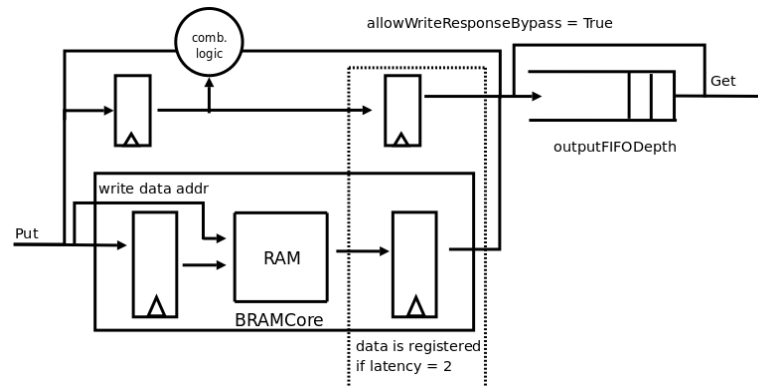 allowWriteResponseBypass = True
comb.
logic
Get
outputFIFODepth
write data addr
Put
RAM
BRAMCore
data is registered
if latency = 2